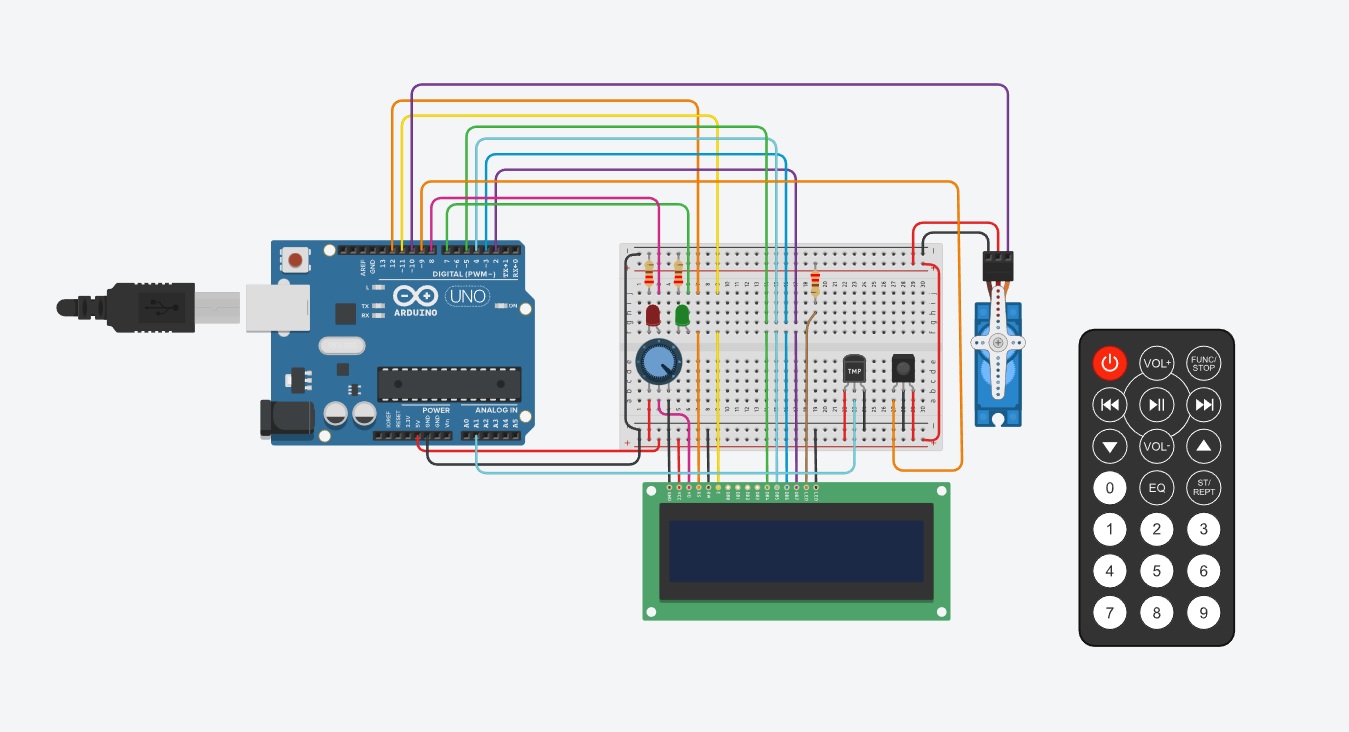 AREF
GND
13
12
~11
~10
~9
8
7
~6
~5
4
~3
2
TX→1
RX←0
DIGITAL (PWM~)
L
TX
RX
ARDUINO
UNO
ON
IOREF
RESET
3.3V
5V
GND
GND
Vin
POWER
ANALOG IN
A0
A1
A2
A3
A4
A5
TMP
VOL+
FUNC/
STOP
VOL-
0
EQ
ST/
REPT
1 2 3
4 5 6
7 8 9